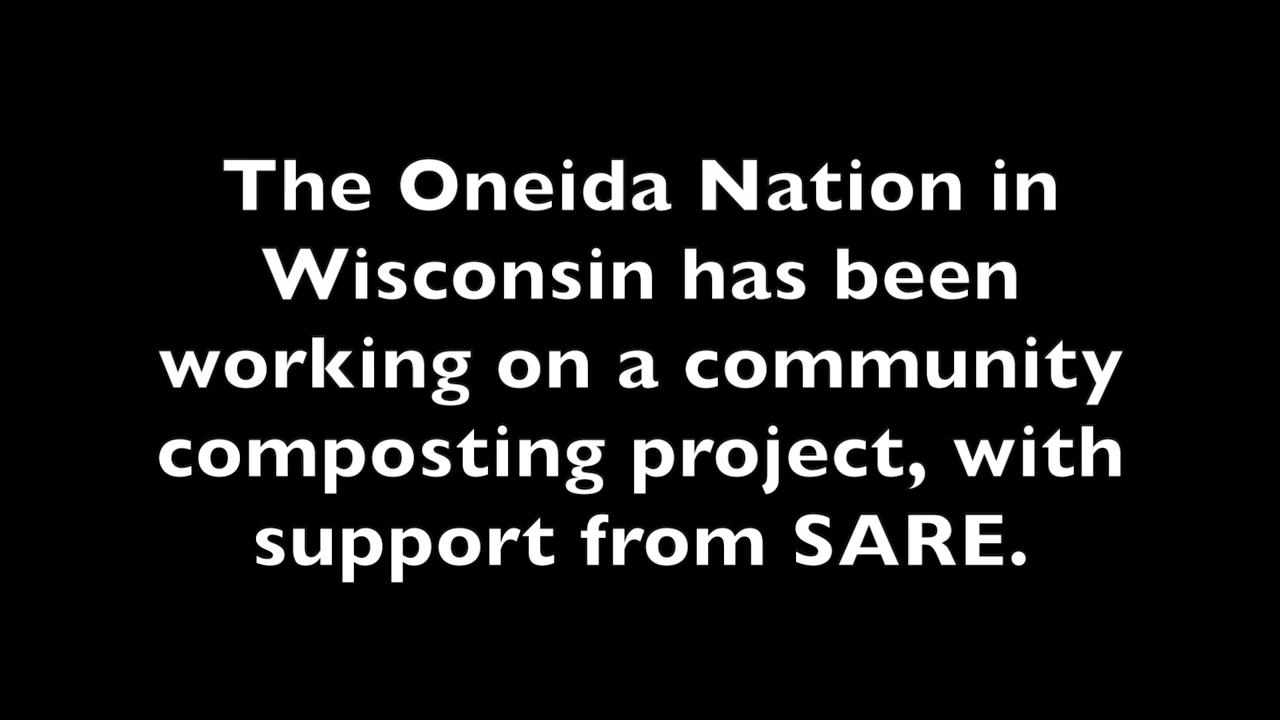 The Oneida Nation in
Wisconsin has been
working on a community
composting project, with
support from SARE.